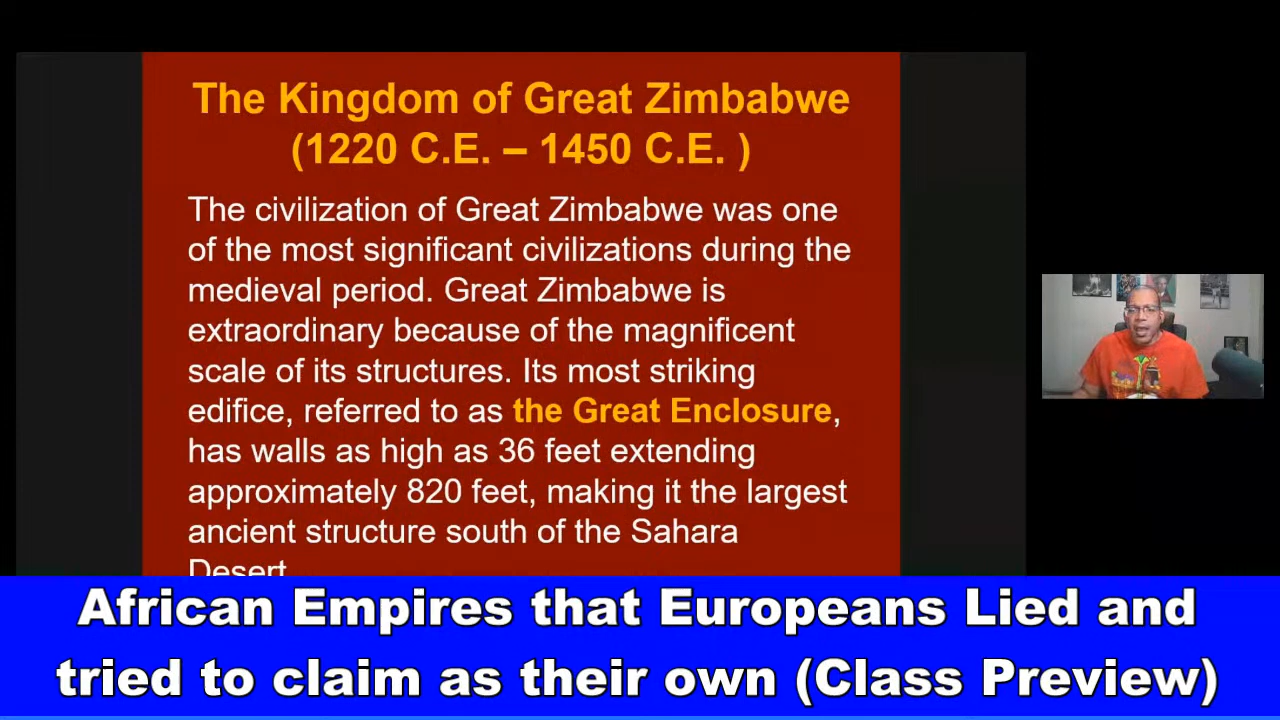 The Kingdom of Great Zimbabwe
(1220 C.E. – 1450 C.E. )
The civilization of Great Zimbabwe was one
of the most significant civilizations during the
medieval period. Great Zimbabwe is
extraordinary because of the magnificent
scale of its structures. Its most striking
edifice, referred to as the Great Enclosure,
has walls as high as 36 feet extending
approximately 820 feet, making it the largest
ancient structure south of the Sahara
Desert
African Empires that Europeans Lied and
tried to claim as their own (Class Preview)